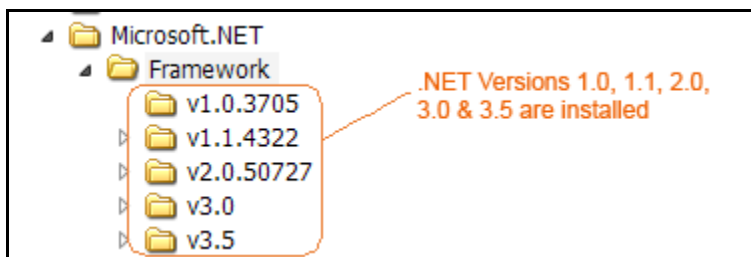 Microsoft.NET
Framework
v1.0.3705
v1.1.4322
v2.0.50727
v3.0
v3.5
.NET Versions 1.0, 1.1, 2.0,
3.0 & 3.5 are installed